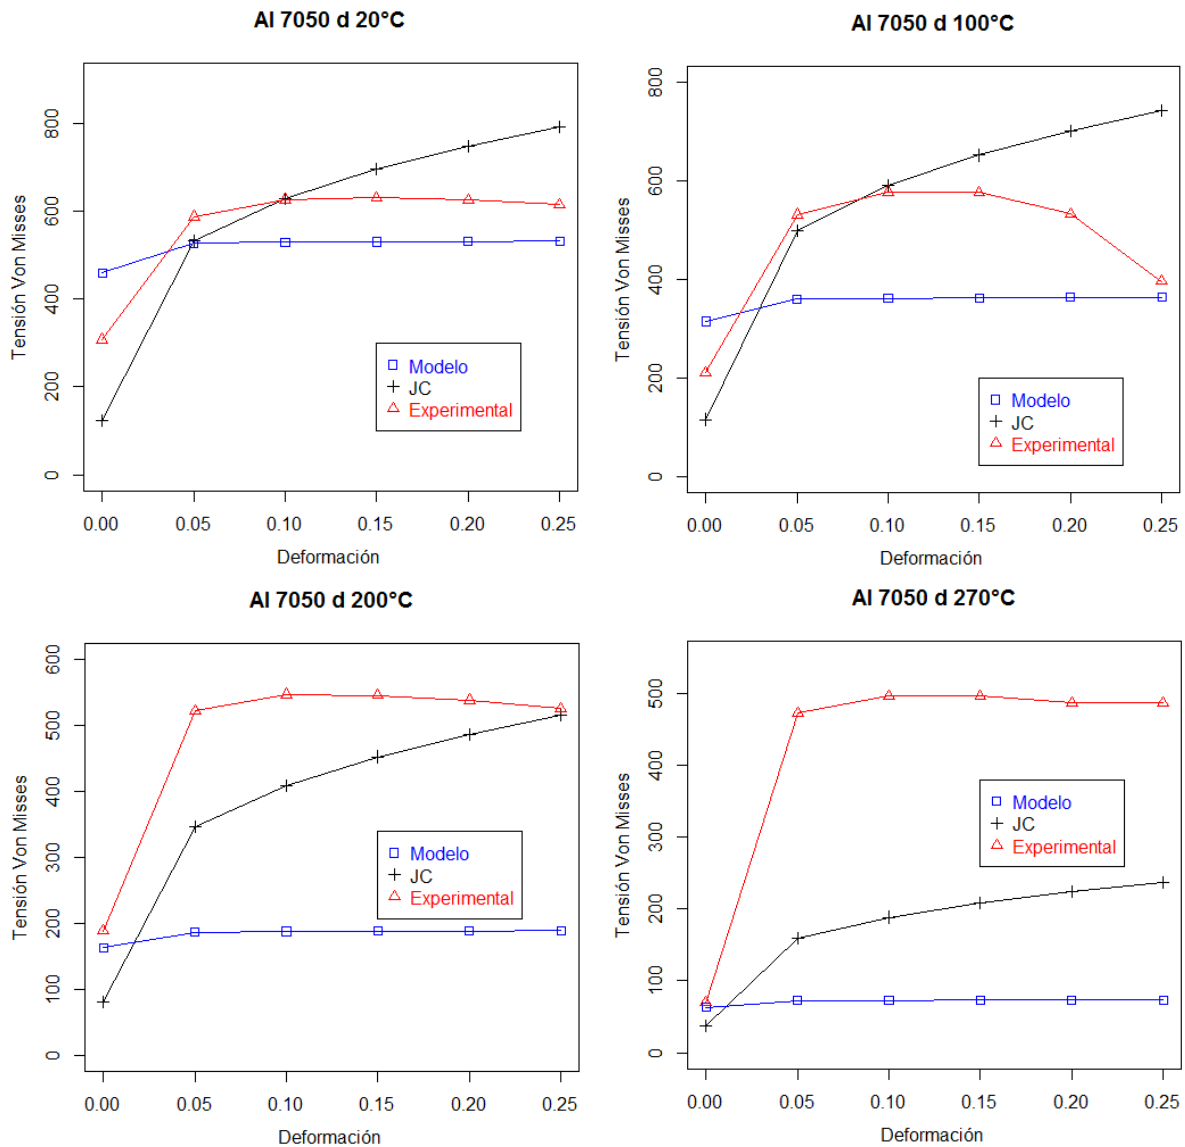 Al 7050 d 20°C
Tensión Von Misses
800
600
400
200
0
Modelo
JC
Experimental
0.00 0.05 0.10 0.15 0.20 0.25
Deformación
Al 7050 d 100°C
Tensión Von Misses
800
600
400
200
0
Modelo
JC
Experimental
0.00 0.05 0.10 0.15 0.20 0.25
Deformación
Al 7050 d 200°C
Tensión Von Misses
600
500
400
300
200
100
0
Modelo
JC
Experimental
0.00 0.05 0.10 0.15 0.20 0.25
Deformación
Al 7050 d 270°C
Tensión Von Misses
500
400
300
200
100
0
Modelo
JC
Experimental
0.00 0.05 0.10 0.15 0.20 0.25
Deformación